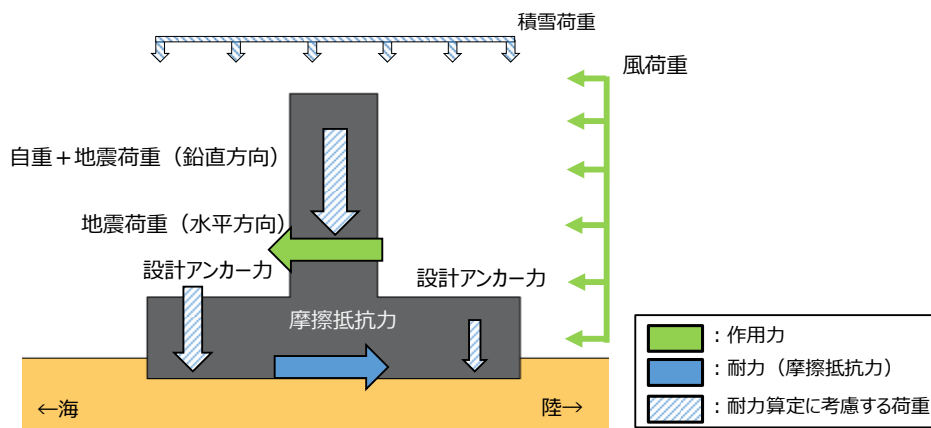 積雪荷重
風荷重
自重＋地震荷重（鉛直方向）
地震荷重（水平方向）
設計アンカー力
設計アンカー力
摩擦抵抗力
：作用力
：耐力（摩擦抵抗力）
：耐力算定に考慮する荷重
←海
陸→